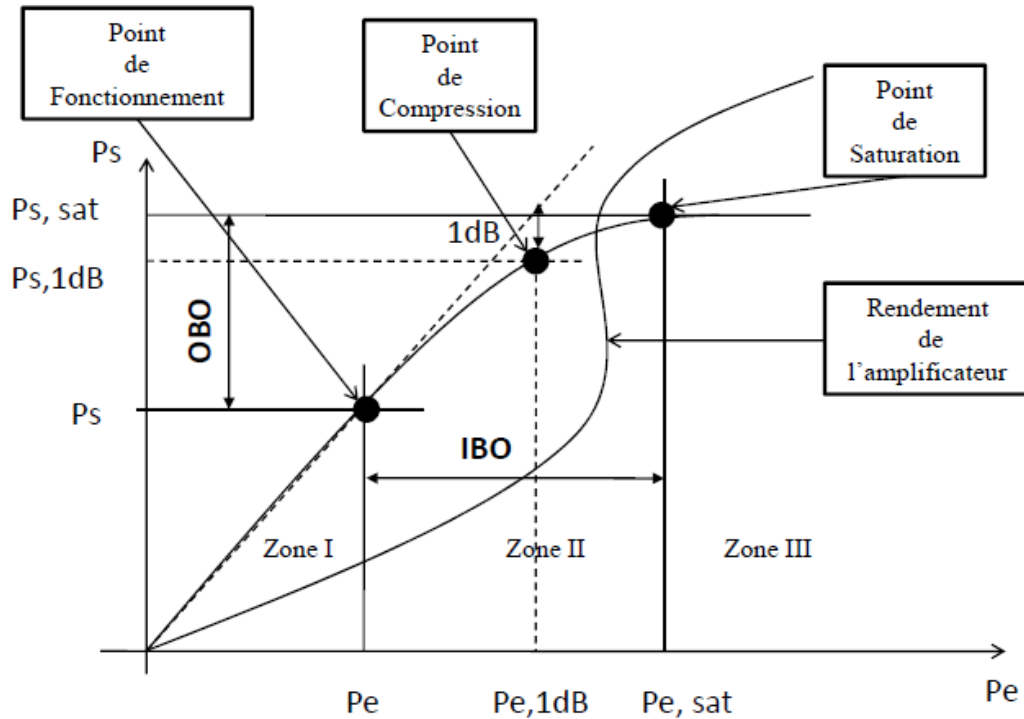 Point
de
Fonctionnement
Point
de
Compression
Point
de
Saturation
Ps
Ps, sat
1dB
Ps,1dB
OBO
Rendement
de
l’amplificateur
Ps
IBO
Zone I
Zone II
Zone III
Pe
Pe,1dB
Pe, sat
Pe